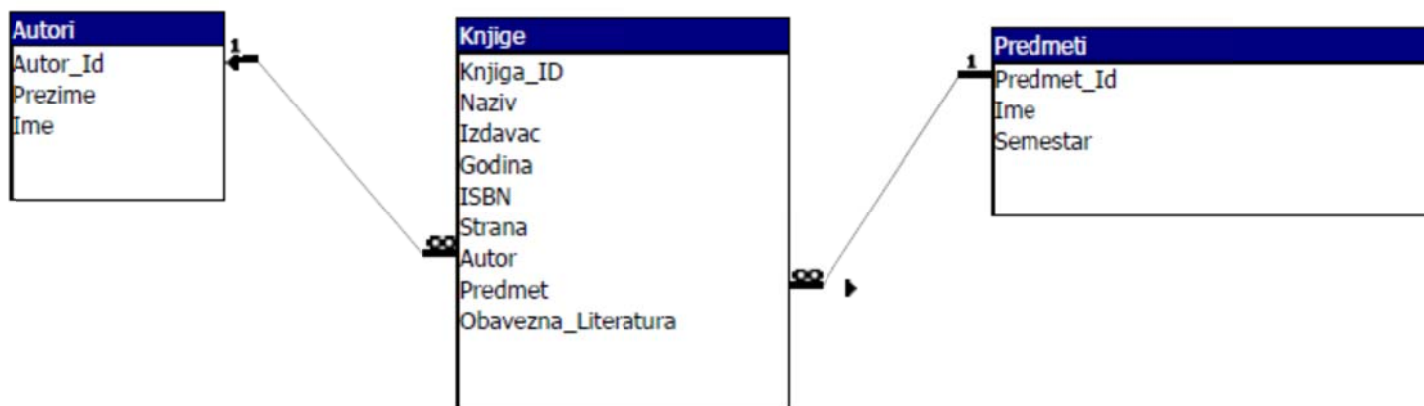 Autori
Autor_Id
Prezime
Ime
1
∞
Knjige
Knjiga_ID
Naziv
Izdavac
Godina
ISBN
Strana
Autor
Predmet
Obavezna_Literatura
∞
1
Predmeti
Predmet_Id
Ime
Semestar